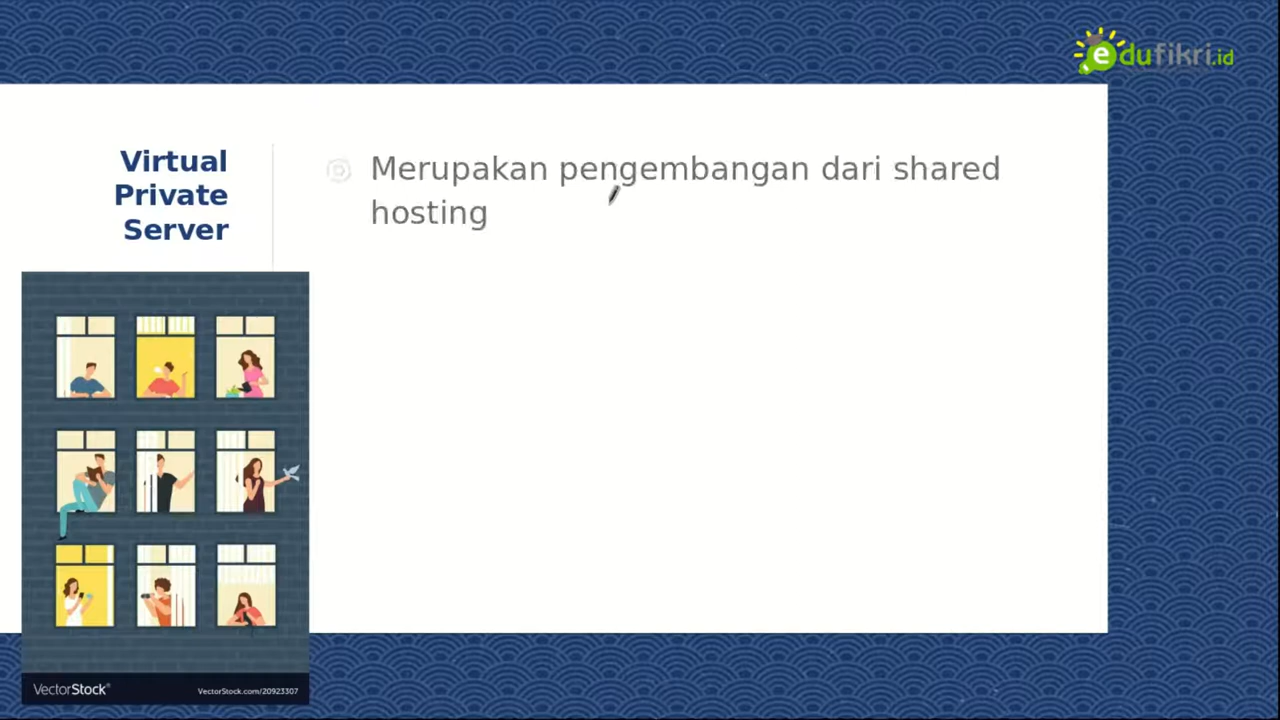 edufikri.id
Virtual
Private
Server
Merupakan pengembangan dari shared
hosting
VectorStock®
VectorStock.com/20923307